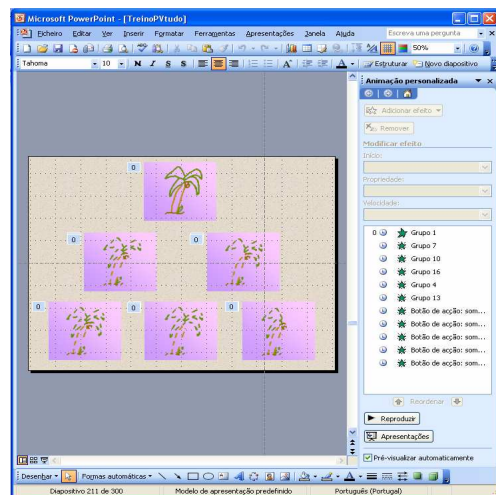 Microsoft PowerPoint - [TreinoPVtudo]
Ficheiro Editar Ver Inserir Formatar Ferramentas Apresentações Janela Ajuda Escreva uma pergunta
50%
Tahoma 10 N I S S Estruturar Novo diapositivo
Animação personalizada
Adicionar efeito
Remover
Modificar efeito
Início:
Propriedade:
Velocidade:
0 Grupo 1
Grupo 7
Grupo 10
Grupo 16
Grupo 4
Grupo 13
Botão de acção: som...
Botão de acção: som...
Botão de acção: som...
Botão de acção: som...
Botão de acção: som...
0
0 0
0 0 0
Reordenar
Reproduzir
Apresentações
Pré-visualizar automaticamente
Desenhar Formas automáticas
Diapositivo 211 de 300 Modelo de apresentação predefinido Português (Portugal)